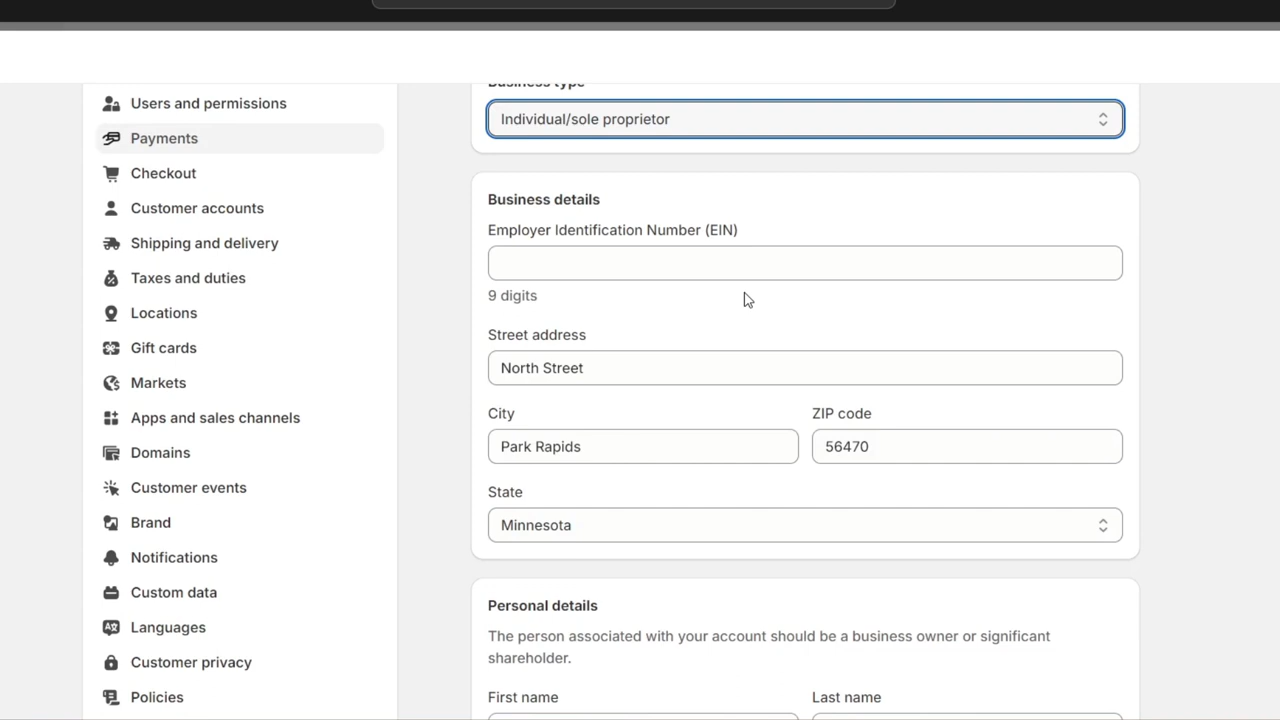 Users and permissions
Payments
Checkout
Customer accounts
Shipping and delivery
Taxes and duties
Locations
Gift cards
Markets
Apps and sales channels
Domains
Customer events
Brand
Notifications
Custom data
Languages
Customer privacy
Policies
Business type
Individual/sole proprietor
Business details
Employer Identification Number (EIN)
9 digits
Street address
North Street
City
ZIP code
Park Rapids
56470
State
Minnesota
Personal details
The person associated with your account should be a business owner or significant
shareholder.
First name
Last name